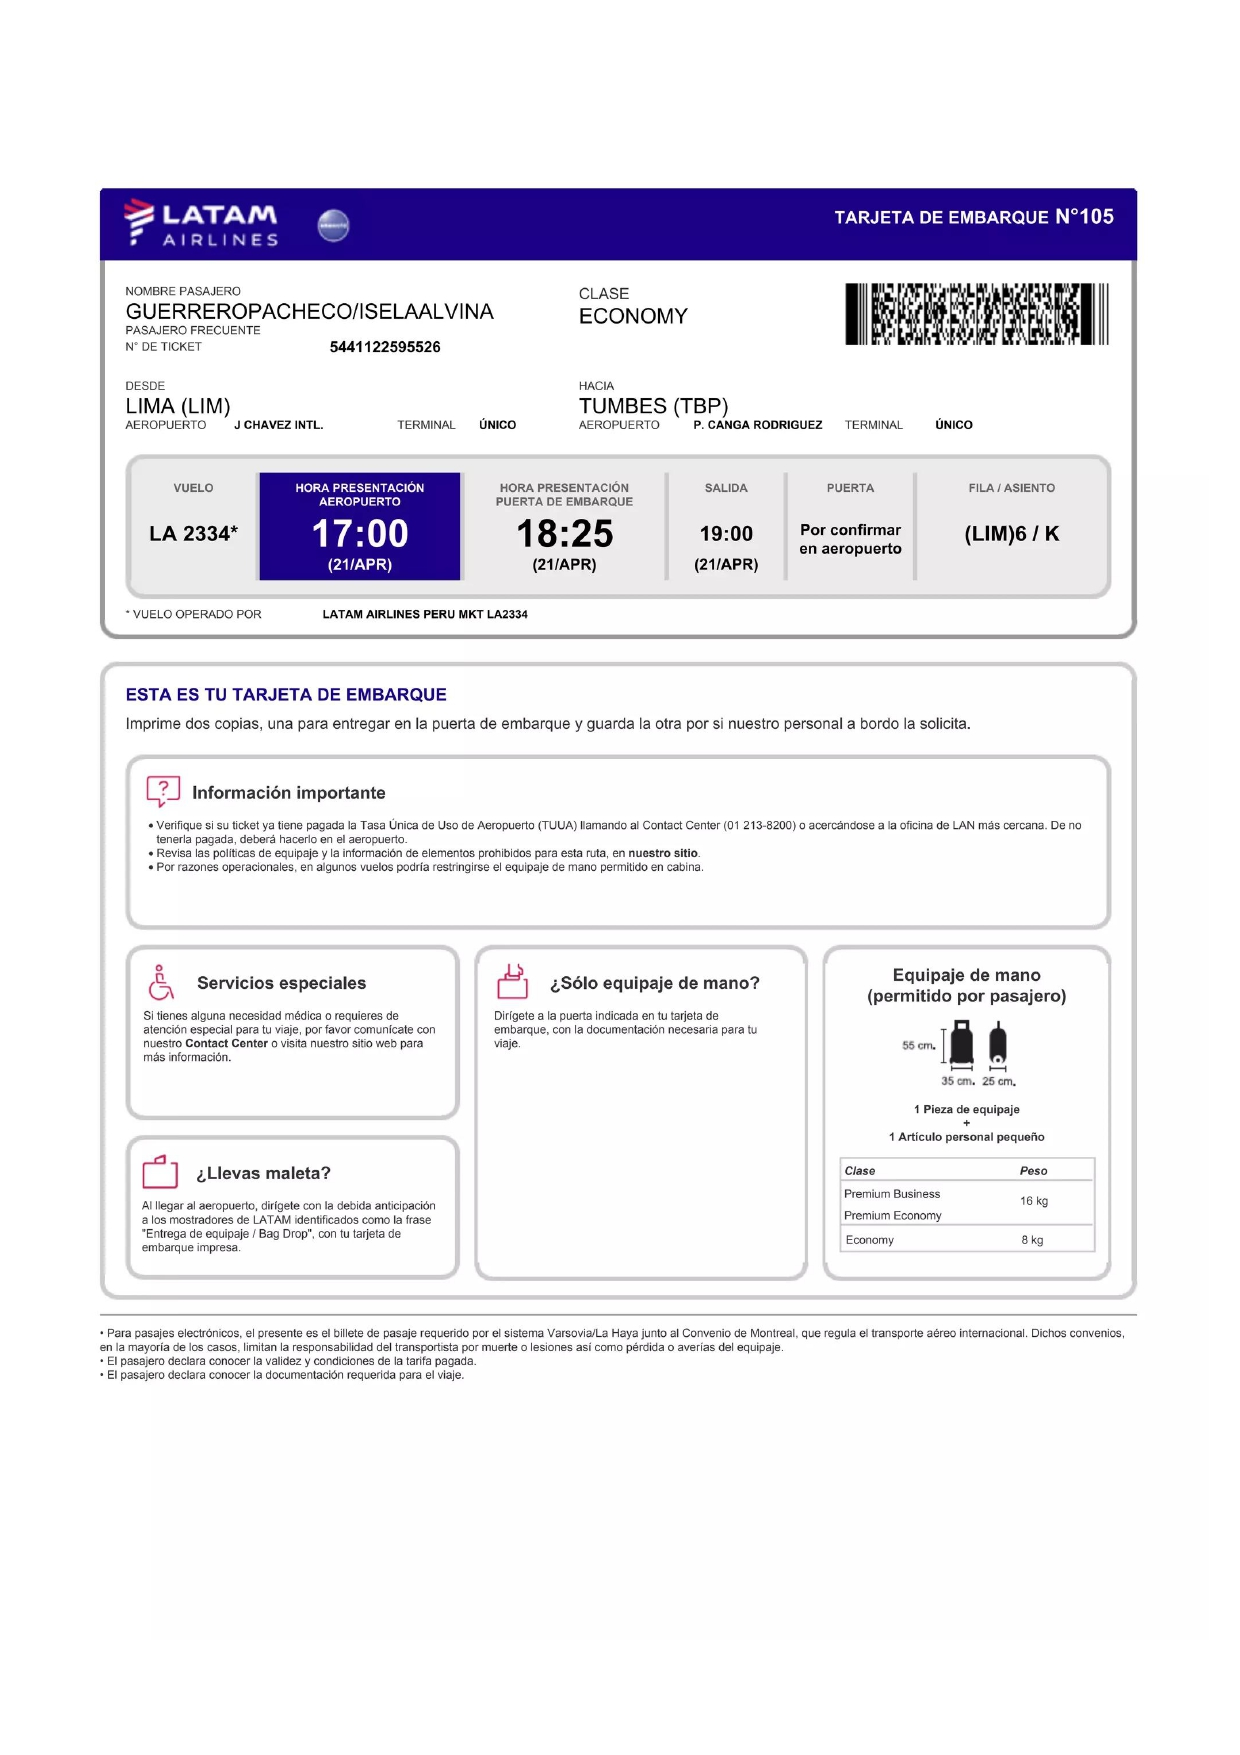 LATAM
AIRLINES
TARJETA DE EMBARQUE N°105
NOMBRE PASAJERO
GUERREROPACHECO/ISELAALVINA
PASAJERO FRECUENTE
N° DE TICKET 5441122595526
CLASE
ECONOMY
DESDE
LIMA (LIM)
AEROPUERTO J CHAVEZ INTL. TERMINAL ÚNICO
HACIA
TUMBES (TBP)
AEROPUERTO P. CANGA RODRIGUEZ TERMINAL ÚNICO
VUELO
LA 2334*
HORA PRESENTACIÓN
AEROPUERTO
17:00
(21/APR)
HORA PRESENTACIÓN
PUERTA DE EMBARQUE
18:25
(21/APR)
SALIDA
19:00
(21/APR)
PUERTA
Por confirmar
en aeropuerto
FILA / ASIENTO
(LIM)6 / K
* VUELO OPERADO POR LATAM AIRLINES PERU MKT LA2334
ESTA ES TU TARJETA DE EMBARQUE
Imprime dos copias, una para entregar en la puerta de embarque y guarda la otra por si nuestro personal a bordo la solicita.
Información importante
• Verifique si su ticket ya tiene pagada la Tasa Única de Uso de Aeropuerto (TUUA) llamando al Contact Center (01 213-8200) o acercándose a la oficina de LAN más cercana. De no
tenerla pagada, deberá hacerlo en el aeropuerto.
• Revisa las políticas de equipaje y la información de elementos prohibidos para esta ruta, en nuestro sitio.
• Por razones operacionales, en algunos vuelos podría restringirse el equipaje de mano permitido en cabina.
Servicios especiales
Si tienes alguna necesidad médica o requieres de
atención especial para tu viaje, por favor comunícate con
nuestro Contact Center o visita nuestro sitio web para
más información.
¿Llevas maleta?
Al llegar al aeropuerto, dirígete con la debida anticipación
a los mostradores de LATAM identificados como la frase
"Entrega de equipaje / Bag Drop", con tu tarjeta de
embarque impresa.
¿Sólo equipaje de mano?
Dirígete a la puerta indicada en tu tarjeta de
embarque, con la documentación necesaria para tu
viaje.
Equipaje de mano
(permitido por pasajero)
55 cm.
35 cm. 25 cm.
1 Pieza de equipaje
+
1 Artículo personal pequeño
Clase Peso
Premium Business
16 kg
Premium Economy
Economy 8 kg
• Para pasajes electrónicos, el presente es el billete de pasaje requerido por el sistema Varsovia/La Haya junto al Convenio de Montreal, que regula el transporte aéreo internacional. Dichos convenios,
en la mayoría de los casos, limitan la responsabilidad del transportista por muerte o lesiones así como pérdida o averías del equipaje.
• El pasajero declara conocer la validez y condiciones de la tarifa pagada.
• El pasajero declara conocer la documentación requerida para el viaje.